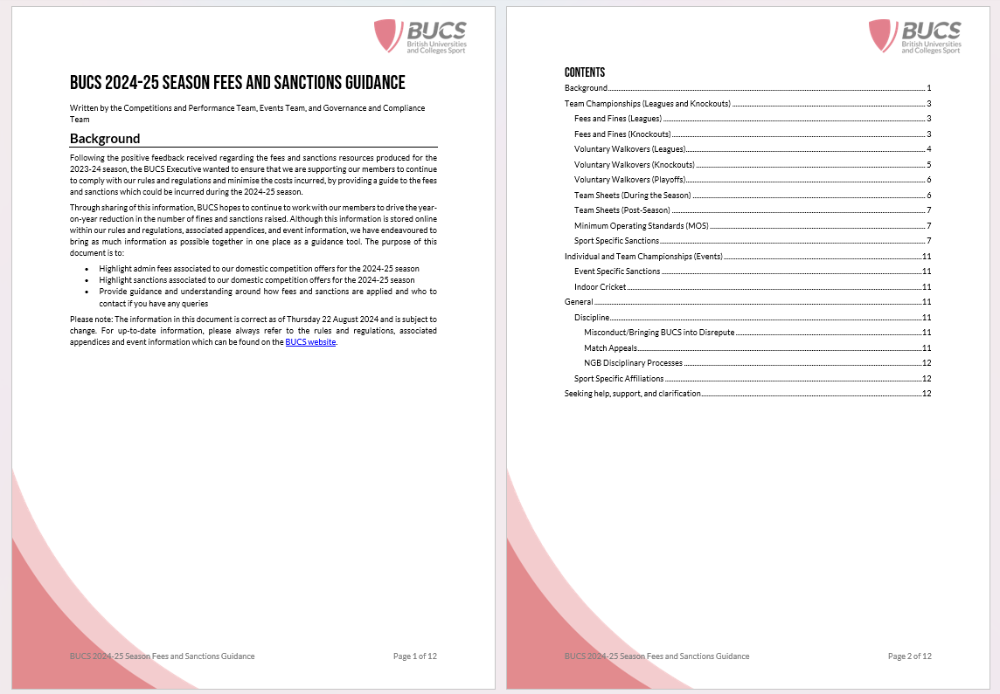 BUCS
British Universities
and Colleges Sport
BUCS 2024-25 SEASON FEES AND SANCTIONS GUIDANCE
Written by the Competitions and Performance Team, Events Team, and Governance and Compliance
Team
Background
Following the positive feedback received regarding the fees and sanctions resources produced for the
2023-24 season, the BUCS Executive wanted to ensure that we are supporting our members to continue
to comply with our rules and regulations and minimise the costs incurred, by providing a guide to the fees
and sanctions which could be incurred during the 2024-25 season.
Through sharing of this information, BUCS hopes to continue to work with our members to drive the year-
on-year reduction in the number of fines and sanctions raised. Although this information is stored online
within our rules and regulations, associated appendices, and event information, we have endeavoured to
bring as much information as possible together in one place as a guidance tool. The purpose of this
document is to:
• Highlight admin fees associated to our domestic competition offers for the 2024-25 season
• Highlight sanctions associated to our domestic competition offers for the 2024-25 season
• Provide guidance and understanding around how fees and sanctions are applied and who to
contact if you have any queries
Please note: The information in this document is correct as of Thursday 22 August 2024 and is subject to
change. For up-to-date information, please always refer to the rules and regulations, associated
appendices and event information which can be found on the BUCS website.
BUCS 2024-25 Season Fees and Sanctions Guidance Page 1 of 12
BUCS
British Universities
and Colleges Sport
CONTENTS
Background 1
Team Championships (Leagues and Knockouts) 3
Fees and Fines (Leagues) 3
Fees and Fines (Knockouts) 3
Voluntary Walkovers (Leagues) 4
Voluntary Walkovers (Knockouts) 5
Voluntary Walkovers (Playoffs) 6
Team Sheets (During the Season) 6
Team Sheets (Post-Season) 7
Minimum Operating Standards (MOS) 7
Sport Specific Sanctions 7
Individual and Team Championships (Events) 11
Event Specific Sanctions 11
Indoor Cricket 11
General 11
Discipline 11
Misconduct/Bringing BUCS into Disrepute 11
Match Appeals 11
NGB Disciplinary Processes 12
Sport Specific Affiliations 12
Seeking help, support, and clarification 12
BUCS 2024-25 Season Fees and Sanctions Guidance Page 2 of 12